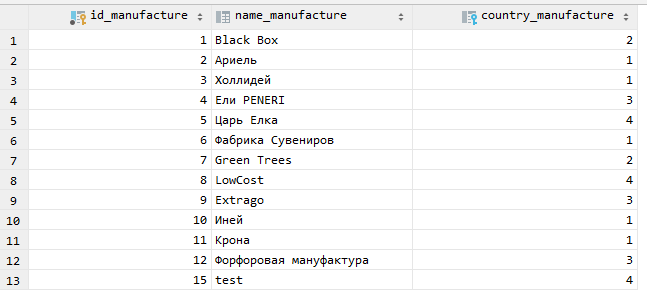 id_manufacture name_manufacture country_manufacture
1 1 Black Box 2
2 2 Ариель 1
3 3 Холлидей 1
4 4 Ели PENERI 3
5 5 Царь Елка 4
6 6 Фабрика Сувениров 1
7 7 Green Trees 2
8 8 LowCost 4
9 9 Extrago 3
10 10 Иней 1
11 11 Крона 1
12 12 Форфоровая мануфактура 3
13 15 test 4